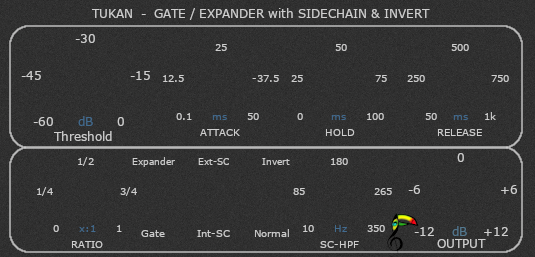 TUKAN - GATE / EXPANDER with SIDECHAIN & INVERT
-30 25 50 500
-45 -15 12.5 -37.5 25 75 250 750
-60 dB 0 0.1 ms 50 0 ms 100 50 ms 1k
Threshold ATTACK HOLD RELEASE
1/2 Expander Ext-SC Invert 180 0
1/4 3/4 85 265 -6 +6
0 x:1 1 Gate Int-SC Normal 10 Hz 350 -12 dB +12
RATIO SC-HPF OUTPUT